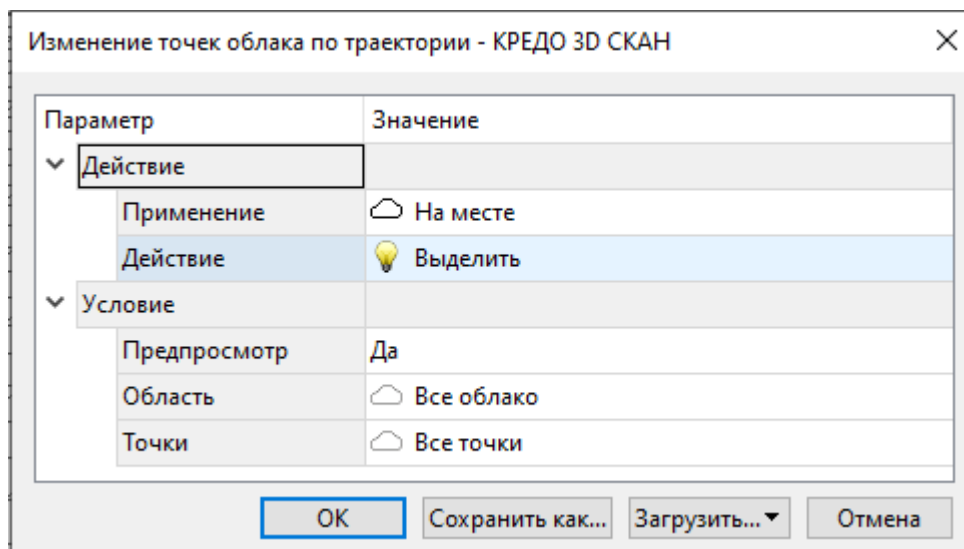 Изменение точек облака по траектории - КРЕДО 3D СКАН
Параметр Значение
Действие
Применение На месте
Действие Выделить
Условие
Предпросмотр Да
Область Все облако
Точки Все точки
OK Сохранить как... Загрузить... Отмена